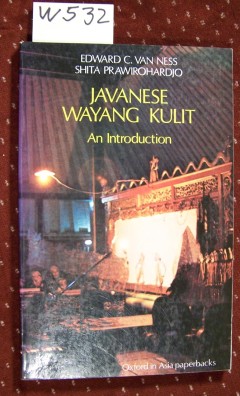 W532
EDWARD C. VAN NESS
SHITA PRAWIROHARDJO
JAVANESE
WAYANG KULIT
An Introduction
Oxford in Asia paperbacks